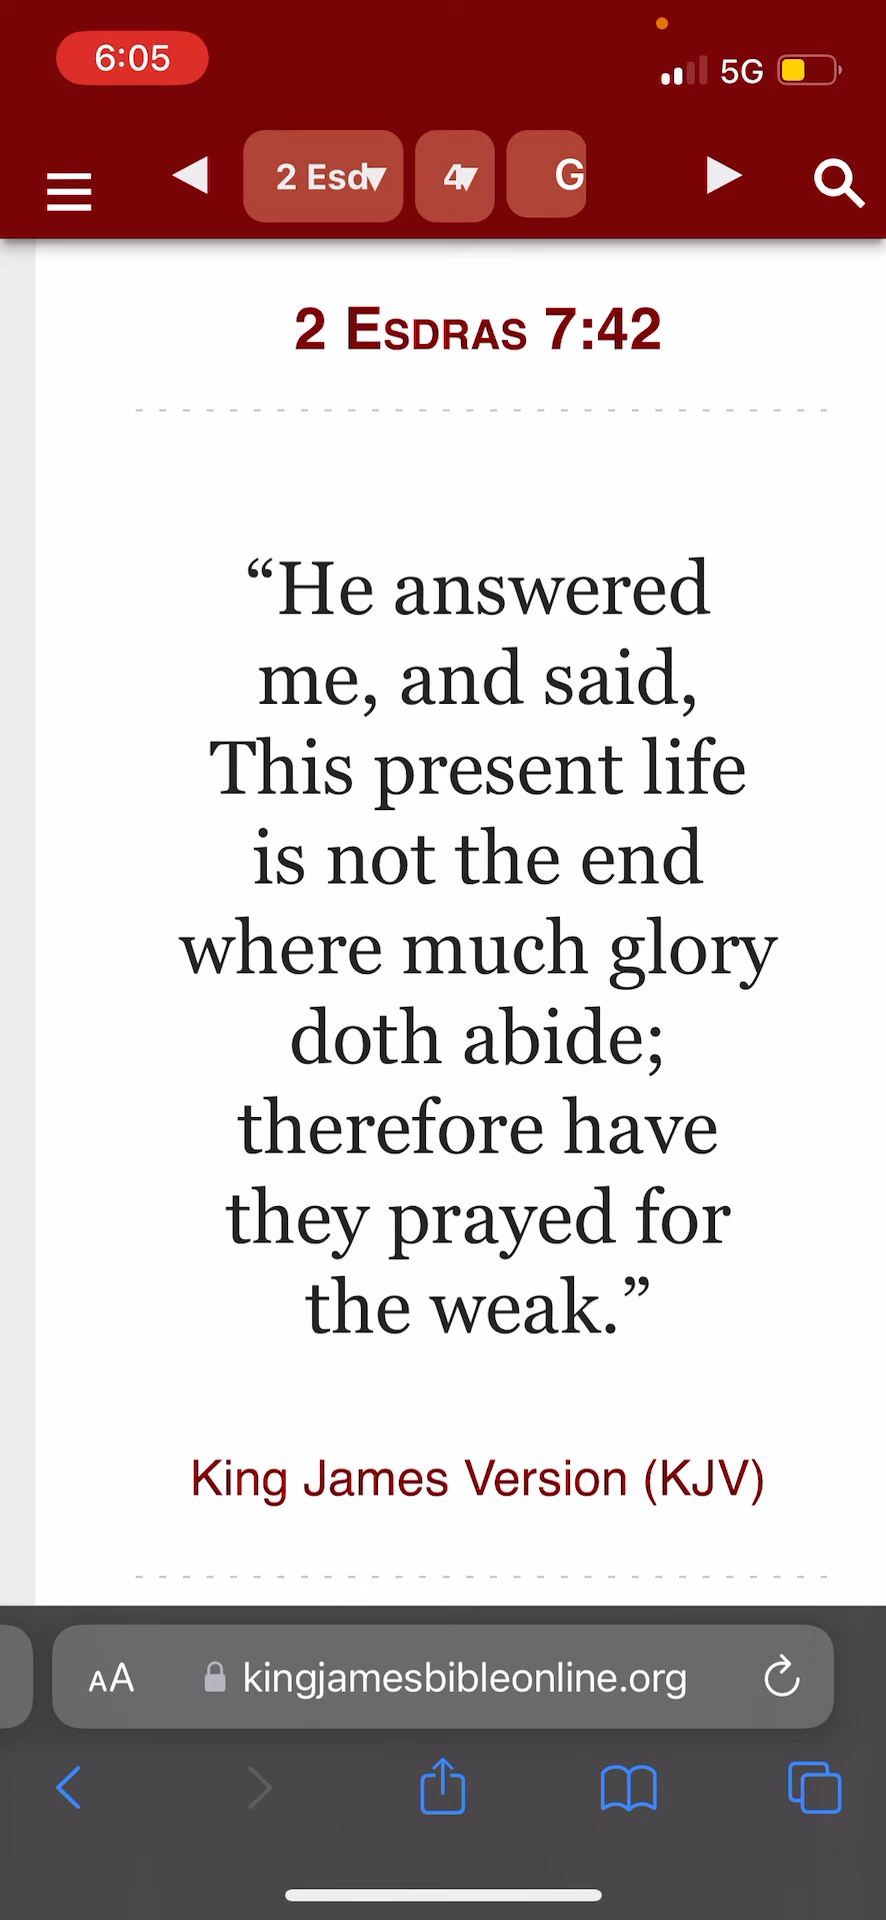 6:05
5G
2 Esd
4
G
2 Esdras 7:42
“He answered
me, and said,
This present life
is not the end
where much glory
doth abide;
therefore have
they prayed for
the weak.”
King James Version (KJV)
AA kingjamesbibleonline.org